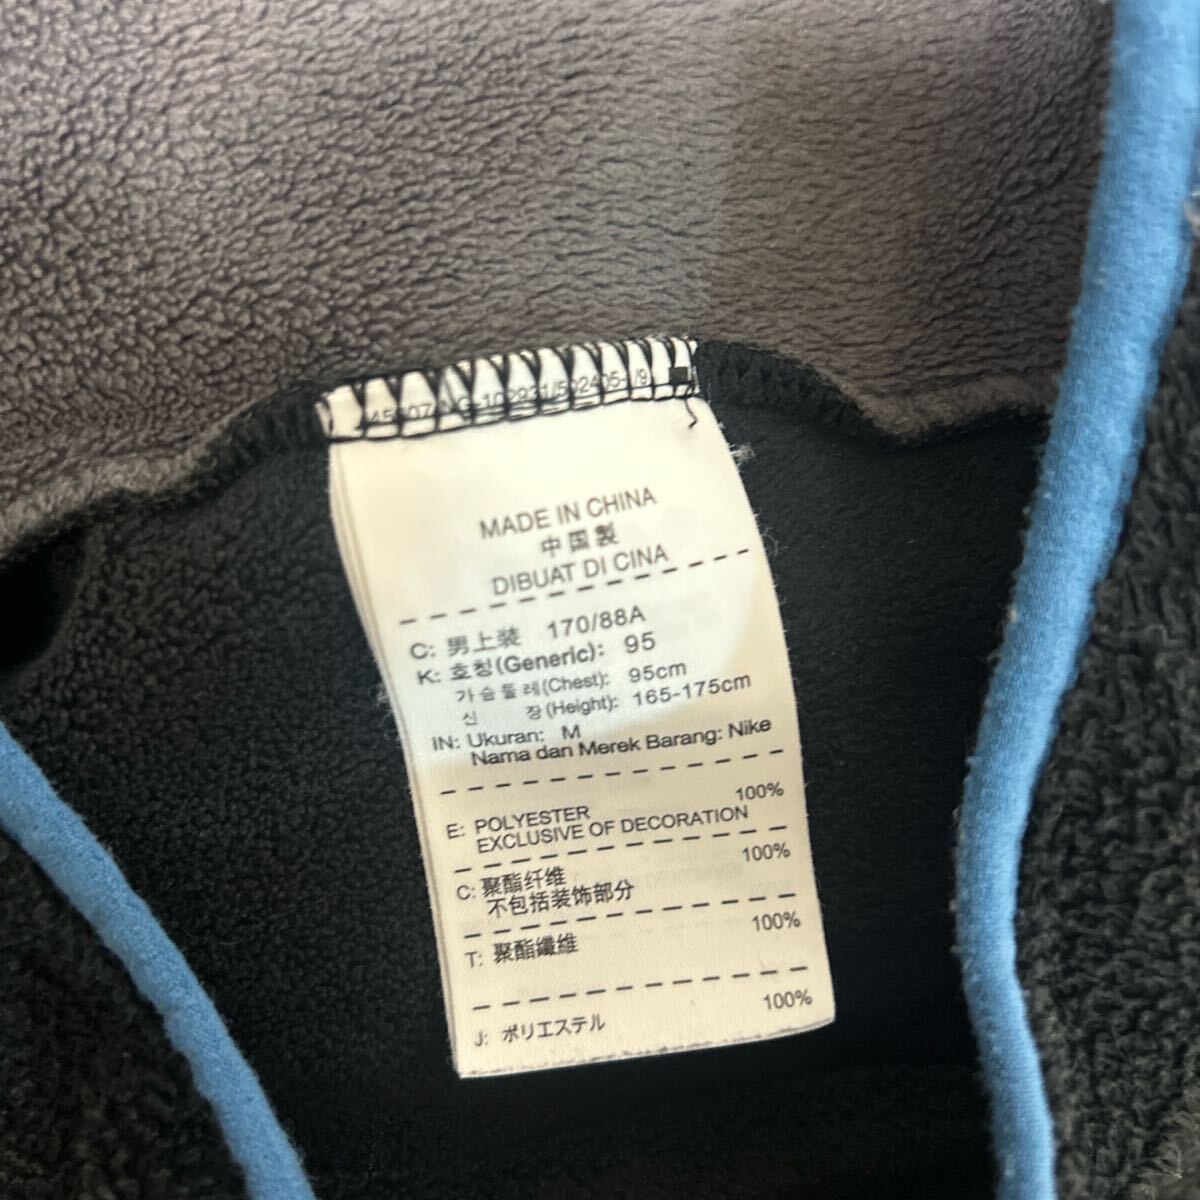 MADE IN CHINA
中国製
DIBUAT DI CINA
C: 男上装 170/88A
K: 호칭(Generic): 95
가슴둘레(Chest): 95cm
신 장(Height): 165-175cm
IN: Ukuran: M
Nama dan Merek Barang: Nike
100%
E: POLYESTER
EXCLUSIVE OF DECORATION
100%
C: 聚酯纤维
不包括装饰部分
100%
T: 聚酯纖維
100%
J: ポリエステル